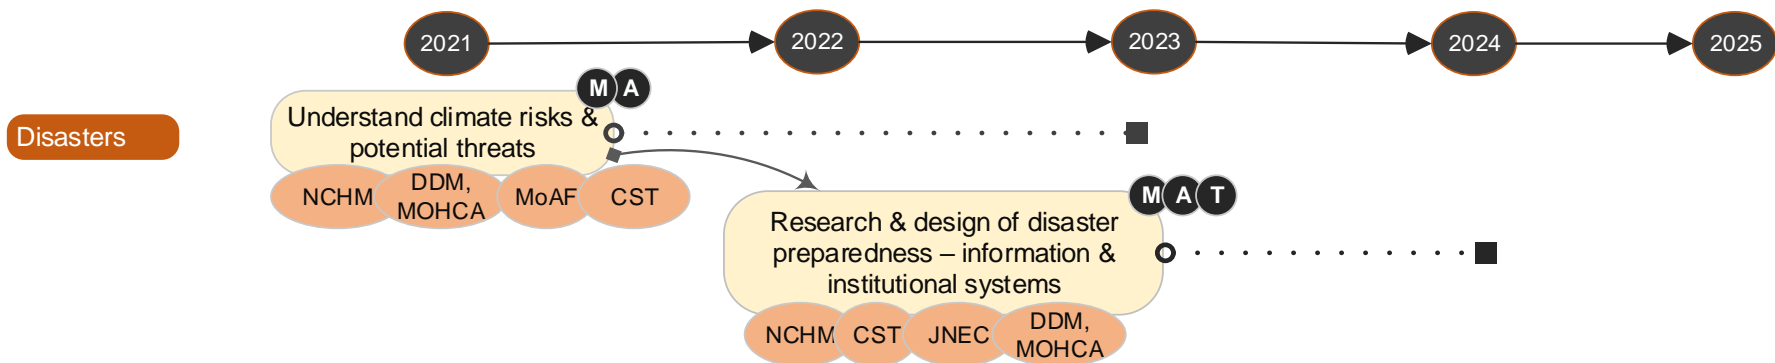 2021
2022
2023
2024
2025
M A
Disasters
Understand climate risks &
potential threats
NCHM
DDM,
MOHCA
MoAF
CST
M A T
Research & design of disaster
preparedness – information &
institutional systems
NCHM
CST
JNEC
DDM,
MOHCA